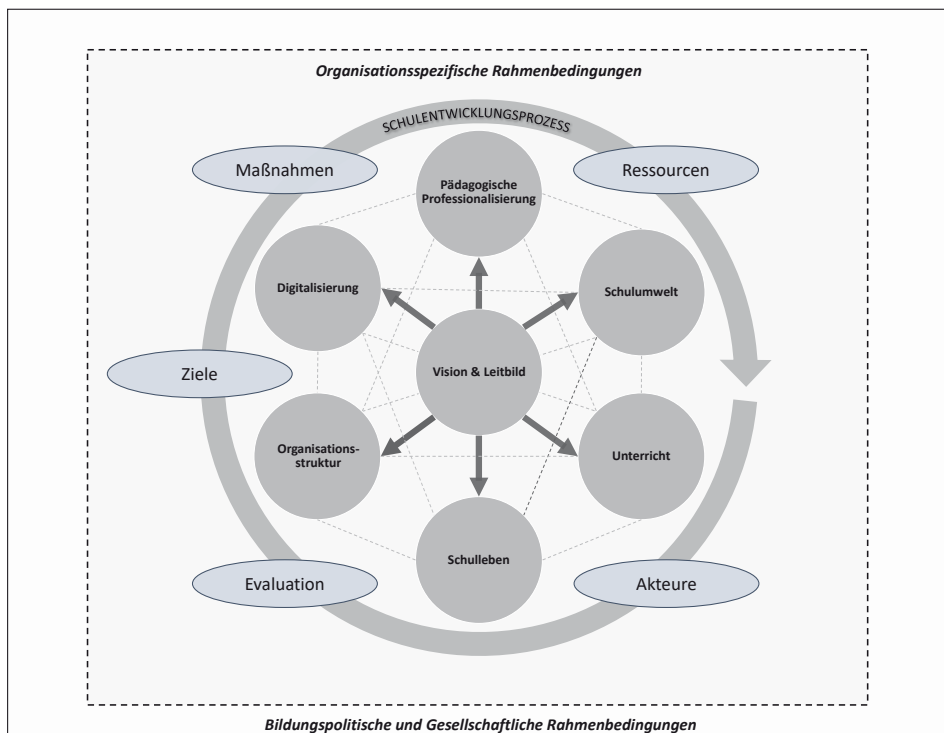 Organisationsspezifische Rahmenbedingungen
SCHULENTWICKLUNGSPROZESS
Maßnahmen
Ressourcen
Pädagogische
Professionalisierung
Digitalisierung
Schulumwelt
Ziele
Vision & Leitbild
Organisations-
struktur
Unterricht
Schulleben
Evaluation
Akteure
Bildungspolitische und Gesellschaftliche Rahmenbedingungen